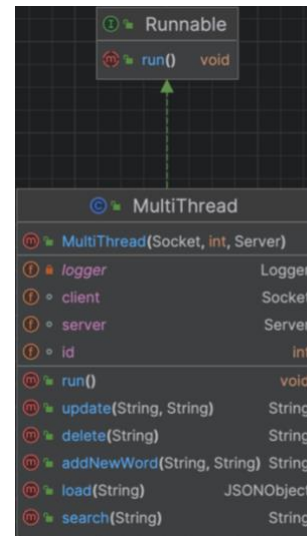 Runnable
run() void
MultiThread
MultiThread(Socket, int, Server)
logger Logger
client Socket
server Server
id int
run() void
update(String, String) String
delete(String) String
addNewWord(String, String) String
load(String) JSONObject
search(String) String